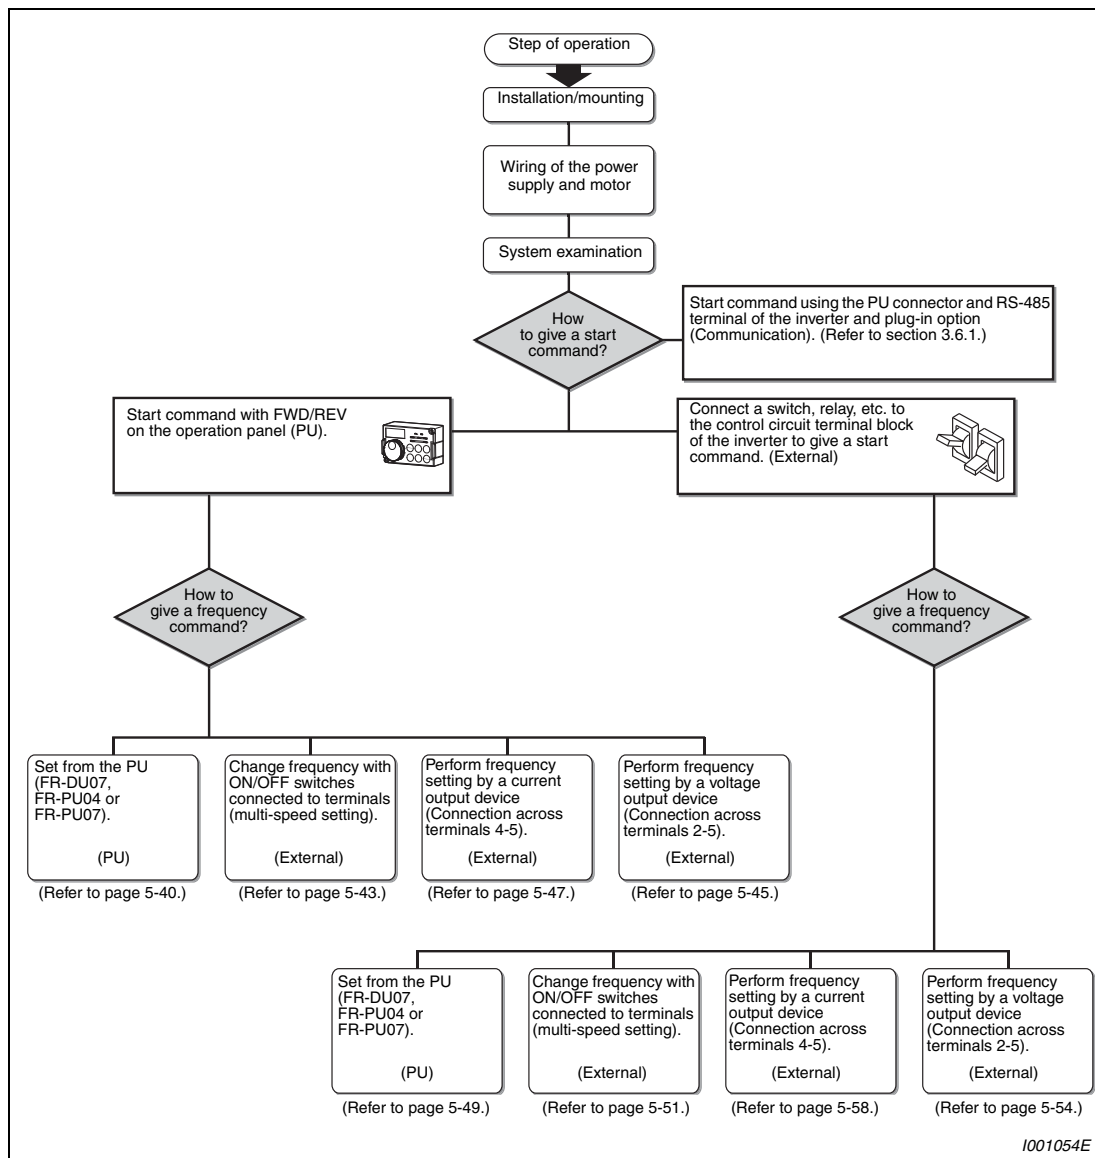 Step of operation
Installation/mounting
Wiring of the power
supply and motor
System examination
How
to give a start
command?
Start command using the PU connector and RS-485
terminal of the inverter and plug-in option
(Communication). (Refer to section 3.6.1.)
Start command with FWD/REV
on the operation panel (PU).
Connect a switch, relay, etc. to
the control circuit terminal block
of the inverter to give a start
command. (External)
How to
give a frequency
command?
How to
give a frequency
command?
Set from the PU
(FR-DU07,
FR-PU04 or
FR-PU07).
(PU)
(Refer to page 5-40.)
Change frequency with
ON/OFF switches
connected to terminals
(multi-speed setting).
(External)
(Refer to page 5-43.)
Perform frequency
setting by a current
output device
(Connection across
terminals 4-5).
(External)
(Refer to page 5-47.)
Perform frequency
setting by a voltage
output device
(Connection across
terminals 2-5).
(External)
(Refer to page 5-45.)
Set from the PU
(FR-DU07,
FR-PU04 or
FR-PU07).
(PU)
(Refer to page 5-49.)
Change frequency with
ON/OFF switches
connected to terminals
(multi-speed setting).
(External)
(Refer to page 5-51.)
Perform frequency
setting by a current
output device
(Connection across
terminals 4-5).
(External)
(Refer to page 5-58.)
Perform frequency
setting by a voltage
output device
(Connection across
terminals 2-5).
(External)
(Refer to page 5-54.)
I001054E